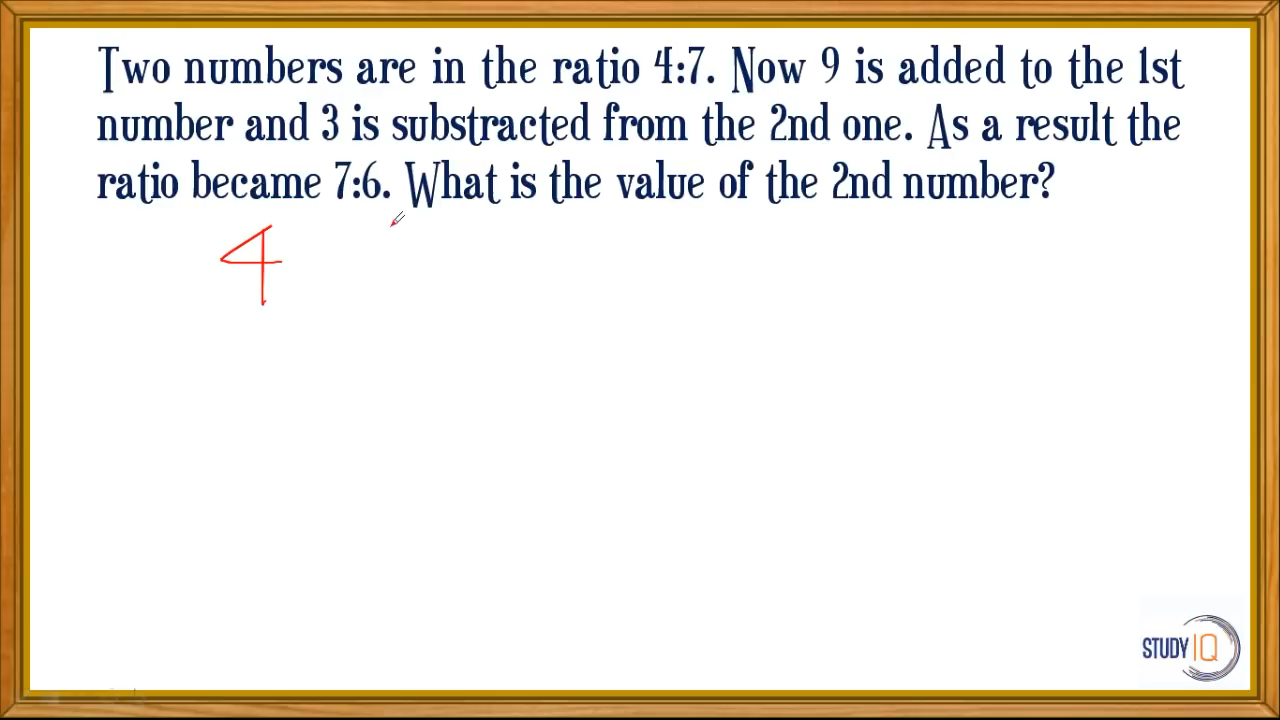 Two numbers are in the ratio 4:7. Now 9 is added to the 1st
number and 3 is substracted from the 2nd one. As a result the
ratio became 7:6. What is the value of the 2nd number?
4
STUDY IQ